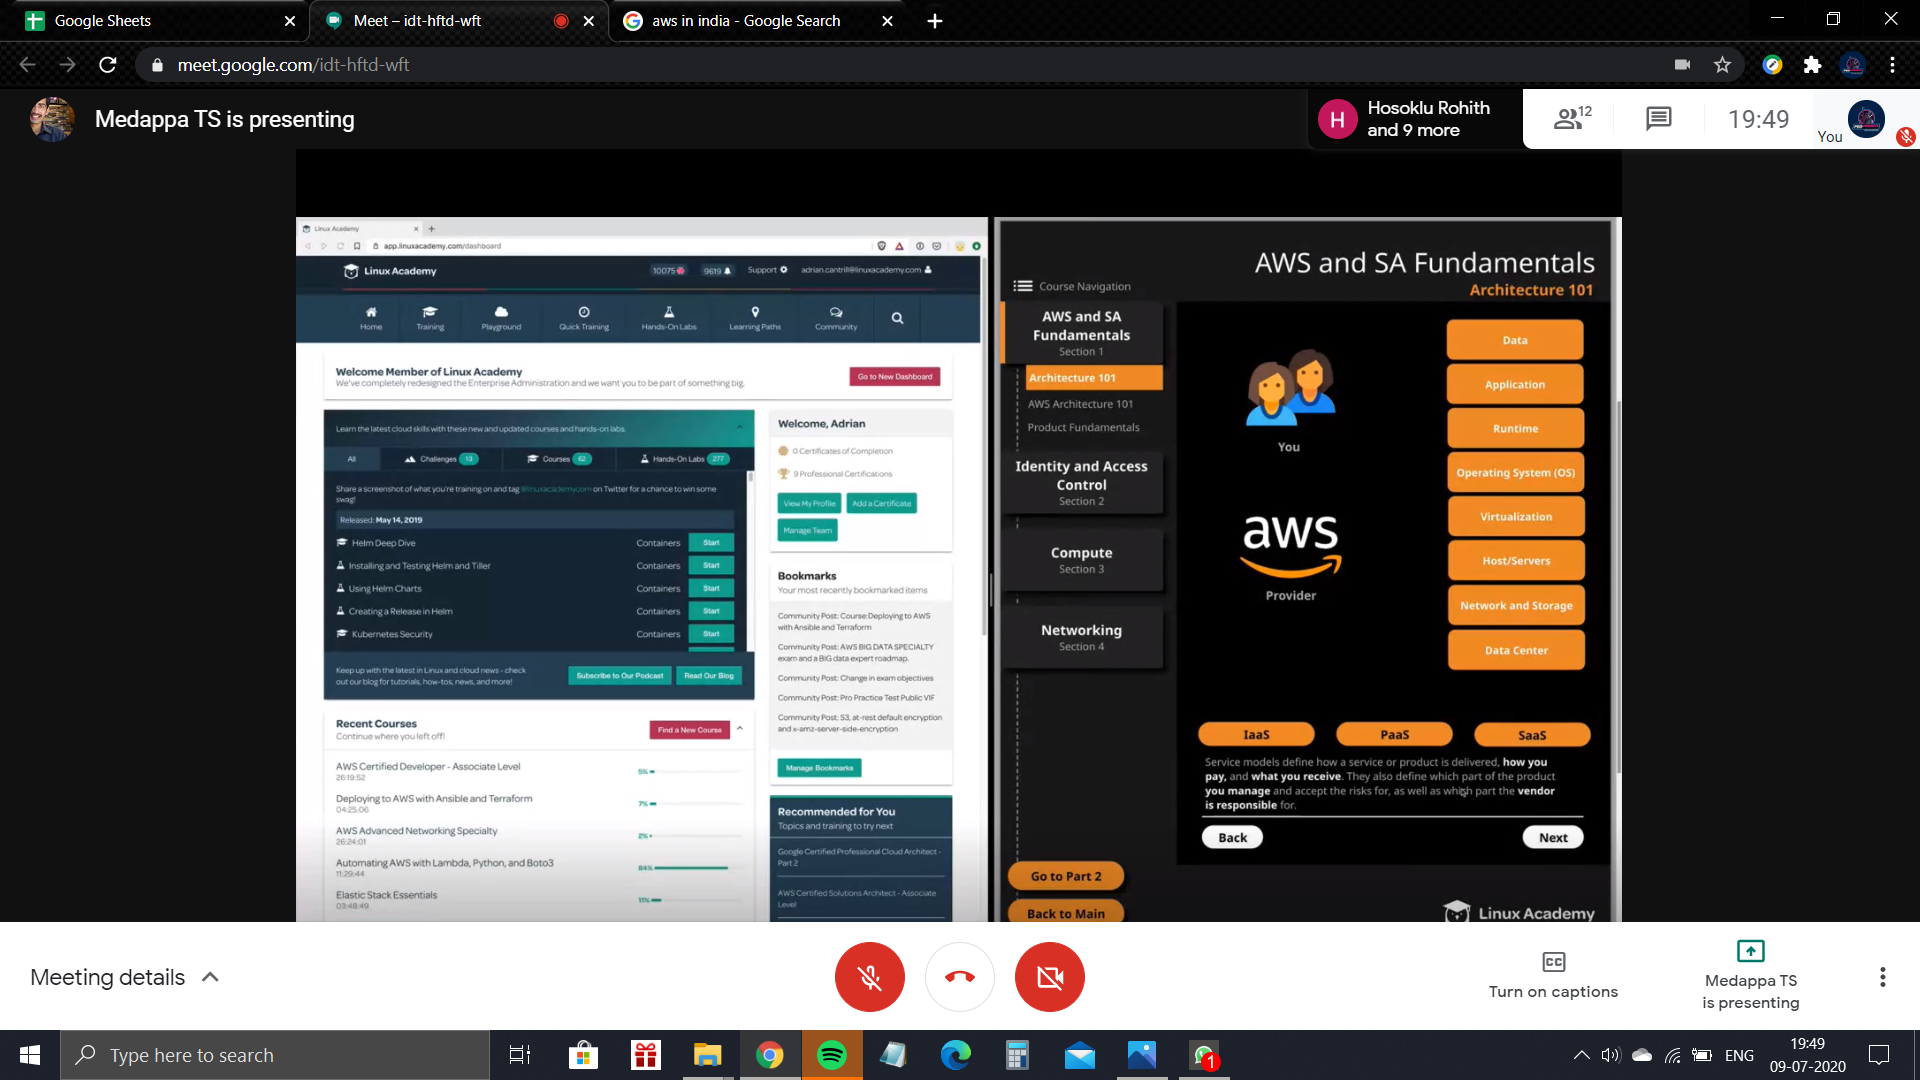 Google Sheets
Meet – idt-hftd-wft
aws in india - Google Search
meet.google.com/idt-hftd-wft
Medappa TS is presenting
H
Hosoklu Rohith
and 9 more
12
19:49
You
Linux Academy
app.linuxacademy.com/dashboard
Linux Academy
10075
9619
Support
adrian.cantrill@linuxacademy.com
Home
Training
Playground
Quick Training
Hands-On Labs
Learning Paths
Community
Welcome Member of Linux Academy
We've completely redesigned the Enterprise Administration and we want you to be part of something big.
Go to New Dashboard
Learn the latest cloud skills with these new and updated courses and hands-on labs.
All
Challenges 13
Courses 62
Hands-On Labs 277
Share a screenshot of what you're training on and tag @linuxacademycom on Twitter for a chance to win some
swag!
Released: May 14, 2019
Helm Deep Dive Containers Start
Installing and Testing Helm and Tiller Containers Start
Using Helm Charts Containers Start
Creating a Release in Helm Containers Start
Kubernetes Security Containers Start
Keep up with the latest in Linux and cloud news - check
out our blog for tutorials, how-tos, news, and more!
Subscribe to Our Podcast
Read Our Blog
Recent Courses
Continue where you left off!
Find a New Course
AWS Certified Developer - Associate Level
26:19:52
5%
Deploying to AWS with Ansible and Terraform
04:25:06
7%
AWS Advanced Networking Specialty
26:24:01
2%
Automating AWS with Lambda, Python, and Boto3
11:29:44
84%
Elastic Stack Essentials
03:48:49
11%
Welcome, Adrian
0 Certificates of Completion
9 Professional Certifications
View My Profile
Add a Certificate
Manage Team
Bookmarks
Your most recently bookmarked items
Community Post: Course:Deploying to AWS
with Ansible and Terraform
Community Post: AWS BIG DATA SPECIALTY
exam and a BIG data expert roadmap.
Community Post: Change in exam objectives
Community Post: Pro Practice Test Public VIF
Community Post: S3, at-rest default encryption
and x-amz-server-side-encryption
Manage Bookmarks
Recommended for You
Topics and training to try next
Google Certified Professional Cloud Architect -
Part 2
AWS Certified Solutions Architect - Associate
Level
AWS and SA Fundamentals
Architecture 101
Course Navigation
AWS and SA
Fundamentals
Section 1
Architecture 101
AWS Architecture 101
Product Fundamentals
Identity and Access
Control
Section 2
Compute
Section 3
Networking
Section 4
Go to Part 2
Back to Main
You
aws
Provider
Data
Application
Runtime
Operating System (OS)
Virtualization
Host/Servers
Network and Storage
Data Center
IaaS
PaaS
SaaS
Service models define how a service or product is delivered, how you
pay, and what you receive. They also define which part of the product
you manage and accept the risks for, as well as which part the vendor
is responsible for.
Back
Next
Linux Academy
Meeting details
CC
Turn on captions
Medappa TS
is presenting
Type here to search
1
ENG
19:49
09-07-2020